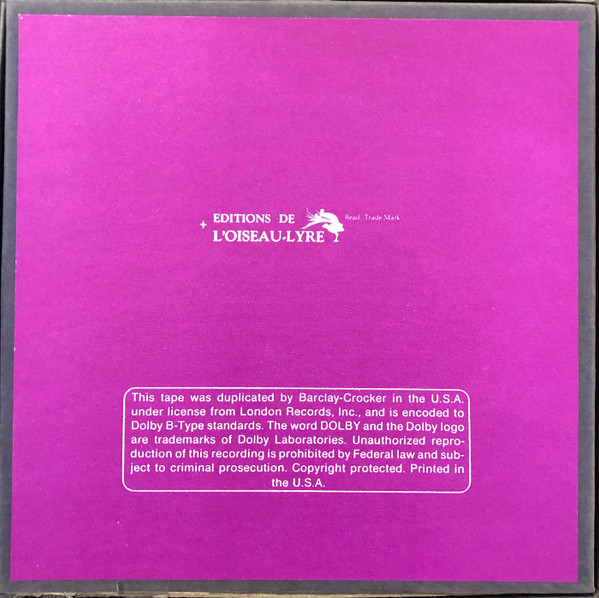 EDITIONS DE
L'OISEAU-LYRE
Regd. Trade Mark
This tape was duplicated by Barclay-Crocker in the U.S.A.
under license from London Records, Inc., and is encoded to
Dolby B-Type standards. The word DOLBY and the Dolby logo
are trademarks of Dolby Laboratories. Unauthorized repro-
duction of this recording is prohibited by Federal law and sub-
ject to criminal prosecution. Copyright protected. Printed in
the U.S.A.